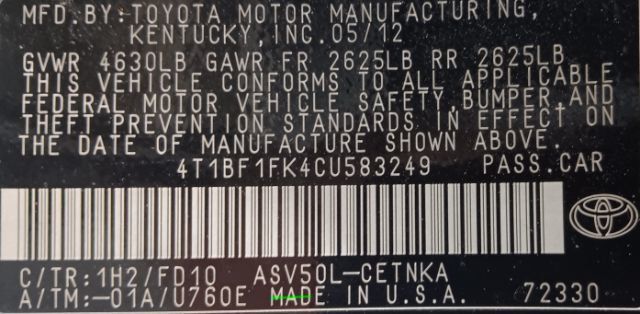 MFD.BY:TOYOTA MOTOR MANUFACTURING,
KENTUCKY,INC.05/12
GVWR 4630LB GAWR FR 2625LB RR 2625LB
THIS VEHICLE CONFORMS TO ALL APPLICABLE
FEDERAL MOTOR VEHICLE SAFETY,BUMPER,AND
THEFT PREVENTION STANDARDS IN EFFECT ON
THE DATE OF MANUFACTURE SHOWN ABOVE.
4T1BF1FK4CU583249 PASS.CAR
C/TR:1H2/FD10 ASV50L-CETNKA
A/TM:-01A/U760E MADE IN U.S.A. 72330